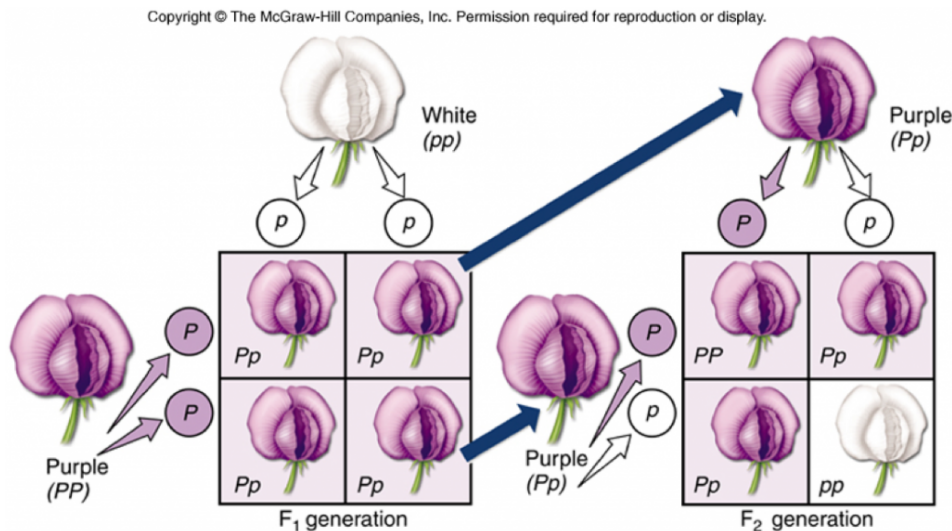 Copyright © The McGraw-Hill Companies, Inc. Permission required for reproduction or display.
White
(pp)
Purple
(Pp)
p
p
P
p
P
P
Pp
Pp
Pp
Pp
Purple
(PP)
F₁ generation
P
p
PP
Pp
Pp
pp
Purple
(Pp)
F₂ generation